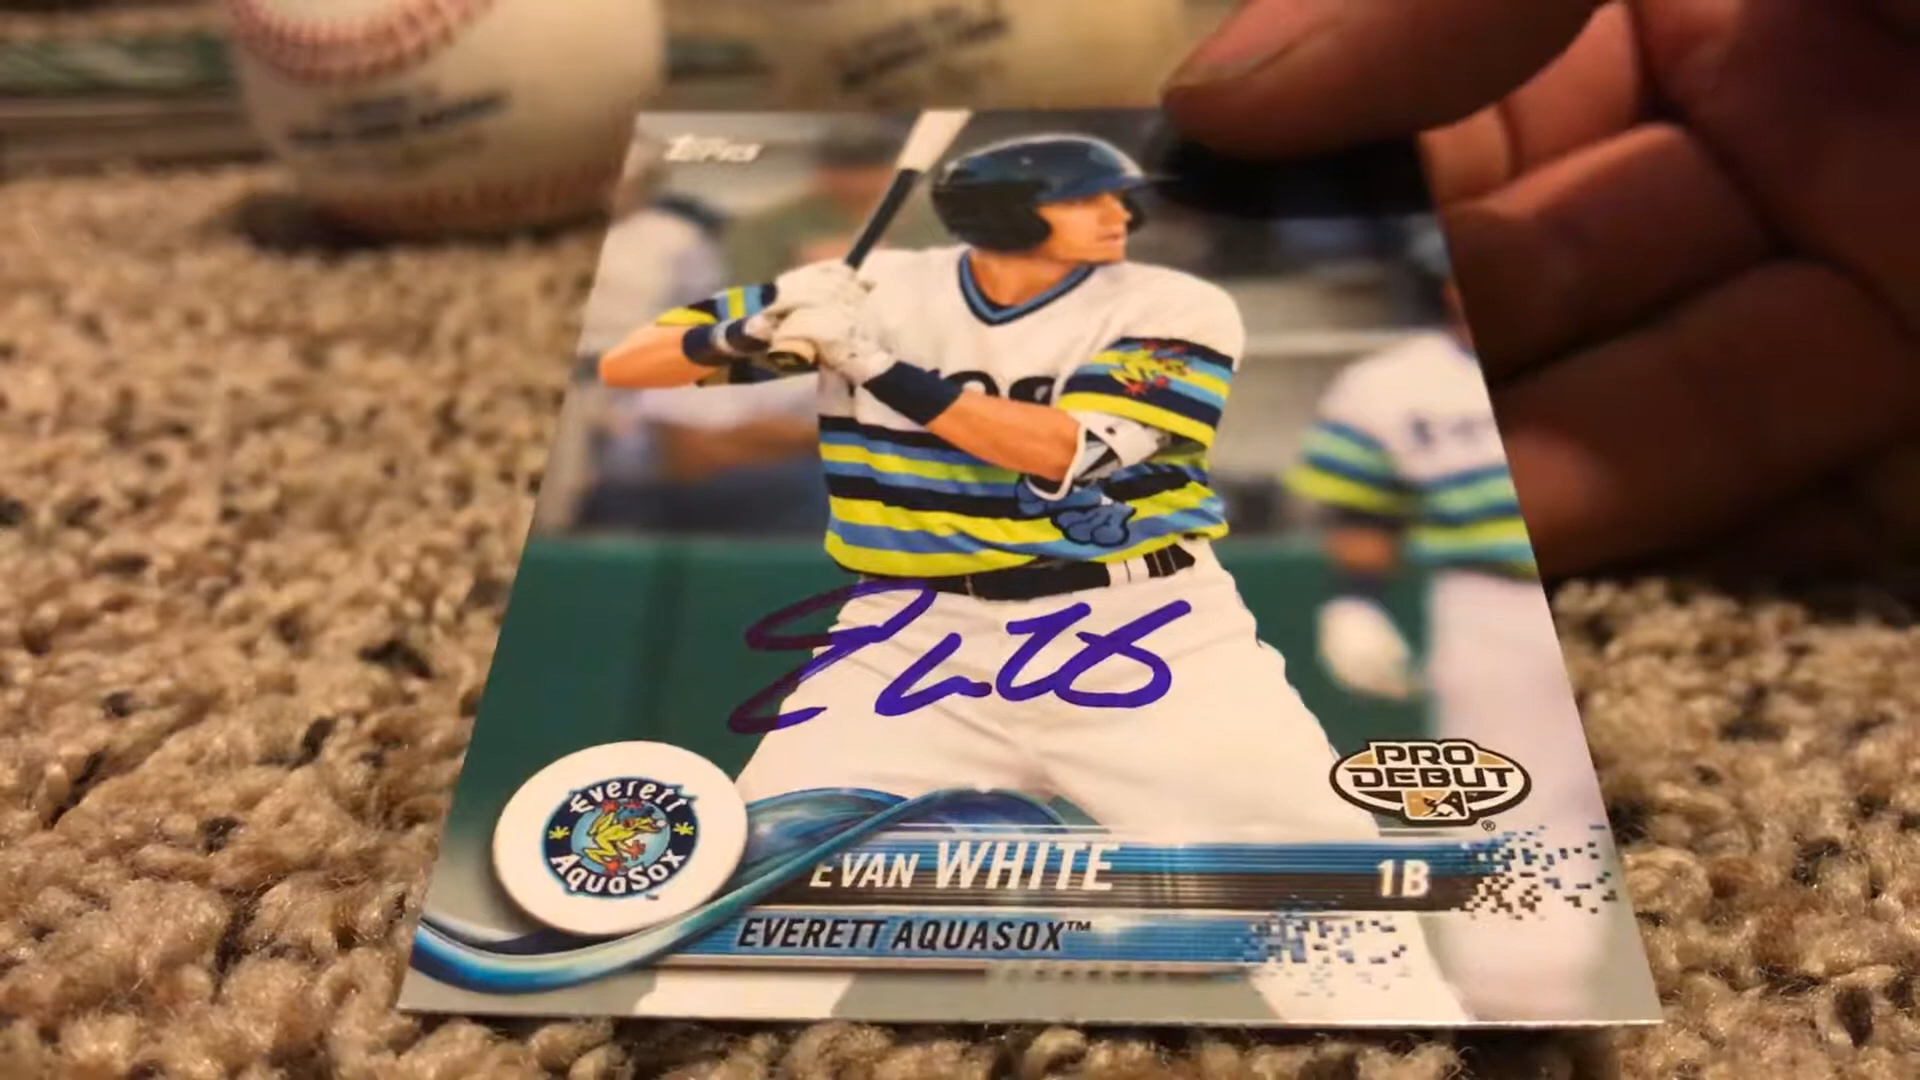 Topps
Everett
AquaSox
PRO
DEBUT
EVAN WHITE
1B
EVERETT AQUASOX™